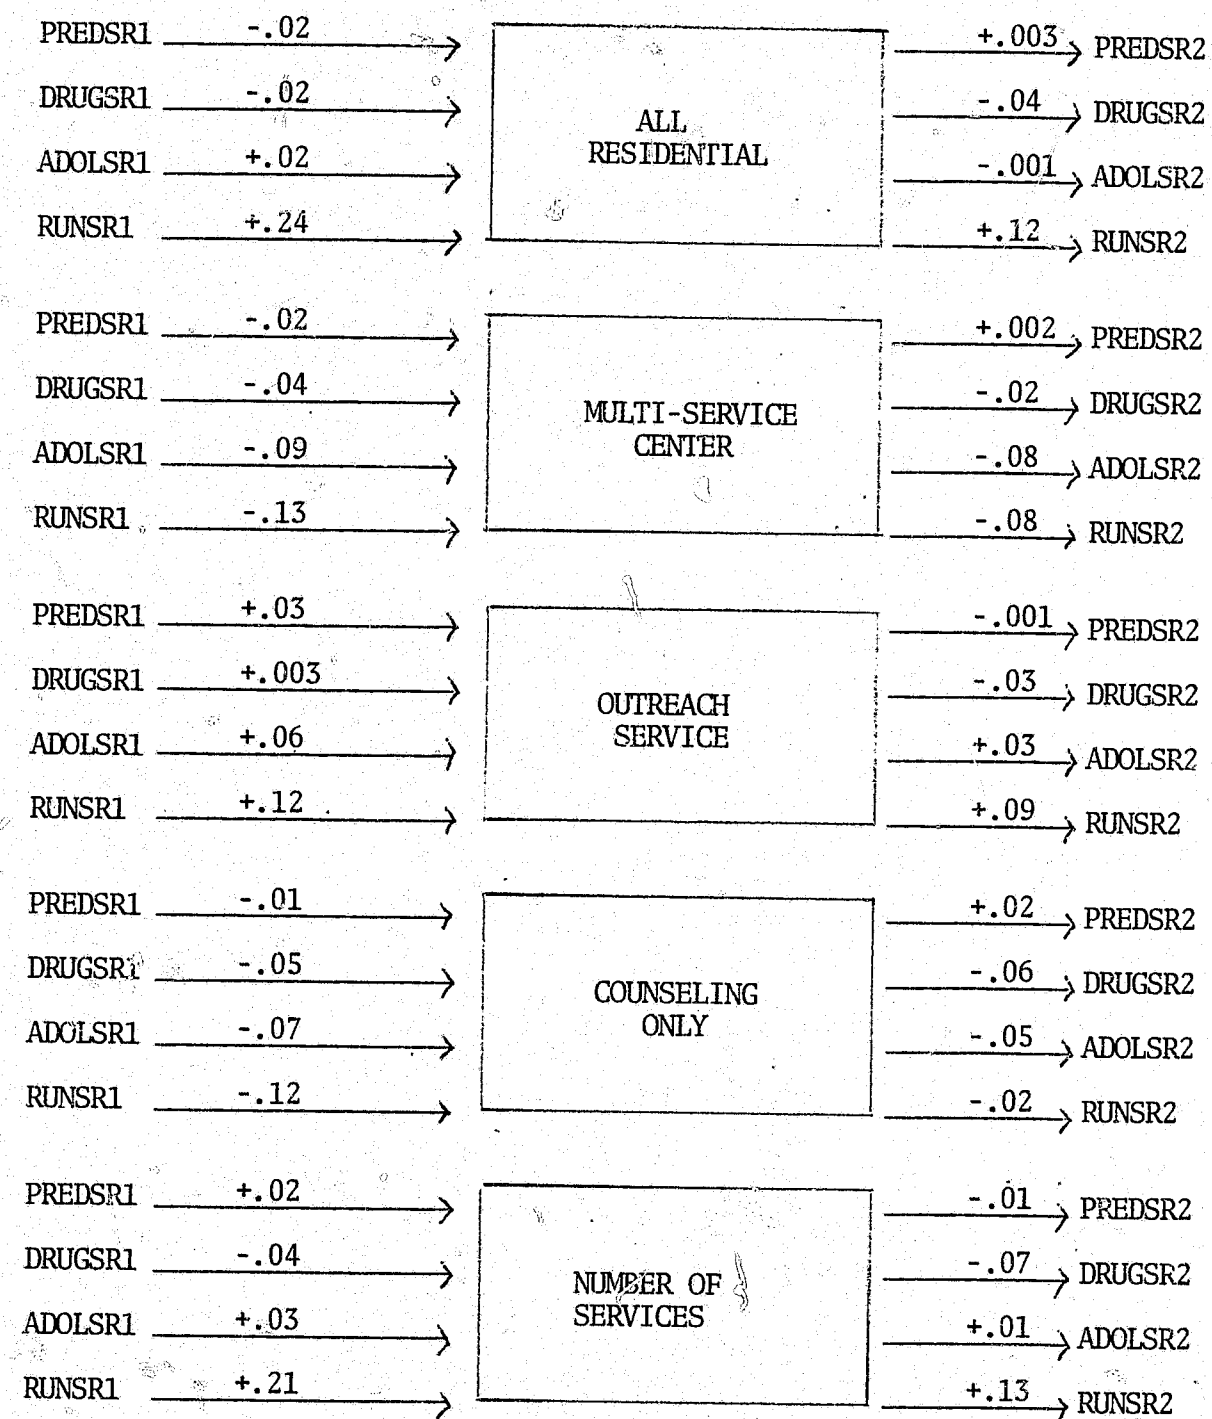 PREDSR1 -.02 +.003 PREDSR2
DRUGSR1 -.02 -.04 DRUGSR2
ALL
RESIDENTIAL
ADOLSR1 +.02 -.001 ADOLSR2
RUNSR1 +.24 +.12 RUNSR2
PREDSR1 -.02 +.002 PREDSR2
DRUGSR1 -.04 -.02 DRUGSR2
MULTI-SERVICE
CENTER
ADOLSR1 -.09 -.08 ADOLSR2
RUNSR1 -.13 -.08 RUNSR2
PREDSR1 +.03 -.001 PREDSR2
DRUGSR1 +.003 -.03 DRUGSR2
OUTREACH
SERVICE
ADOLSR1 +.06 +.03 ADOLSR2
RUNSR1 +.12 +.09 RUNSR2
PREDSR1 -.01 +.02 PREDSR2
DRUGSR1 -.05 -.06 DRUGSR2
COUNSELING
ONLY
ADOLSR1 -.07 -.05 ADOLSR2
RUNSR1 -.12 -.02 RUNSR2
PREDSR1 +.02 -.01 PREDSR2
DRUGSR1 -.04 -.07 DRUGSR2
NUMBER OF
SERVICES
ADOLSR1 +.03 +.01 ADOLSR2
RUNSR1 +.21 +.13 RUNSR2